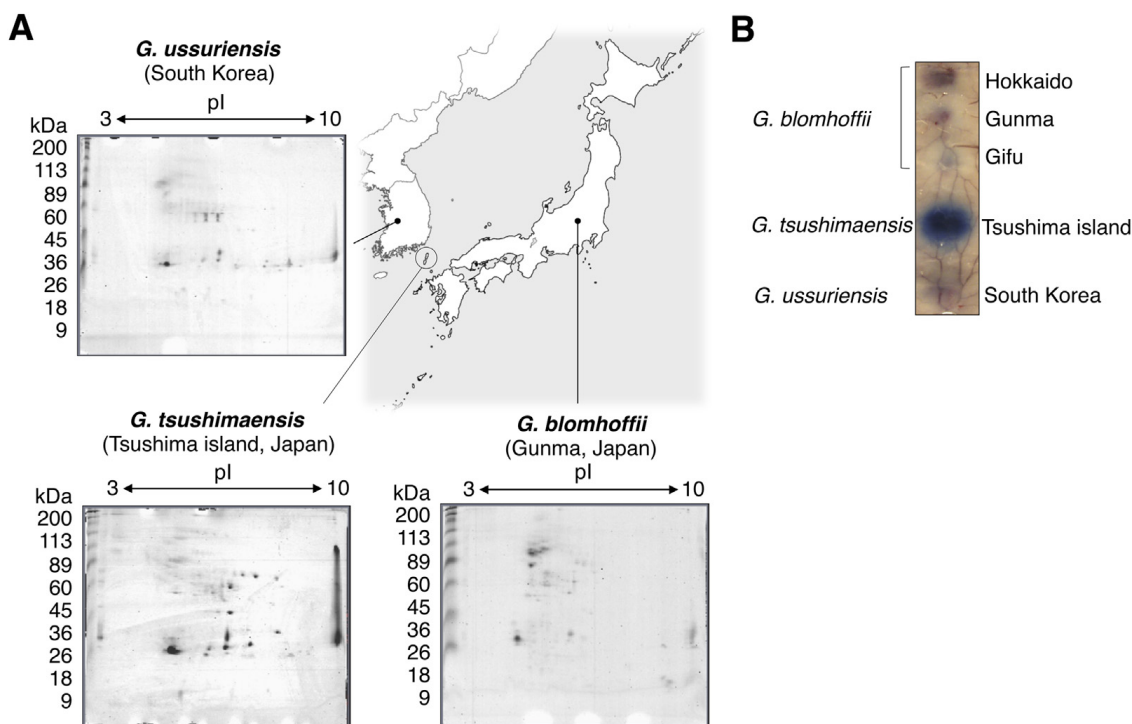 A
G. ussuriensis
(South Korea)
pI
3 10
kDa
200
113
89
60
45
36
26
18
9
G. tsushimaensis
(Tsushima island, Japan)
pI
3 10
kDa
200
113
89
60
45
36
26
18
9
G. blomhoffii
(Gunma, Japan)
pI
3 10
kDa
200
113
89
60
45
36
26
18
9
B
G. blomhoffii
Hokkaido
Gunma
Gifu
G. tsushimaensis Tsushima island
G. ussuriensis South Korea